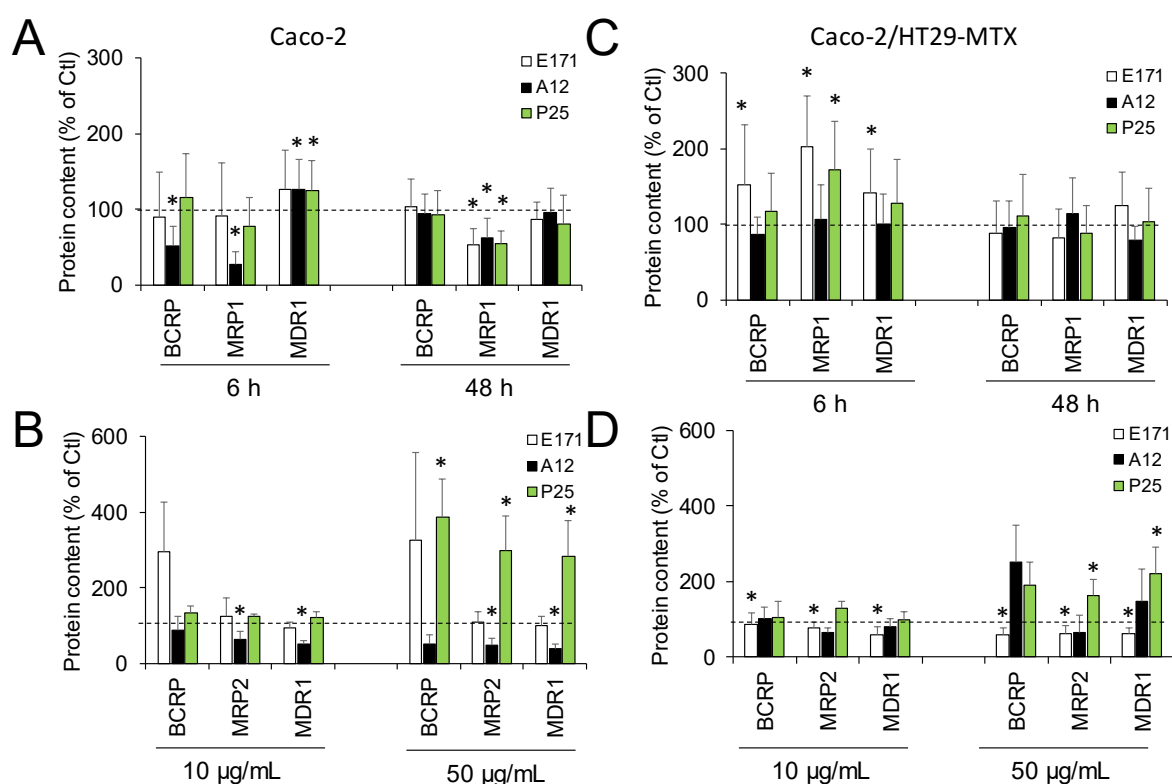 A
Caco-2
Protein content (% of Ctl)
300
200
100
0
E171
A12
P25
*
*
* *
*
*
*
BCRP
MRP1
MDR1
BCRP
MRP1
MDR1
6 h
48 h
C
Caco-2/HT29-MTX
Protein content (% of Ctl)
300
200
100
0
E171
A12
P25
*
*
*
*
BCRP
MRP1
MDR1
BCRP
MRP1
MDR1
6 h
48 h
B
Protein content (% of Ctl)
600
400
200
0
E171
A12
P25
*
*
*
*
*
*
*
BCRP
MRP2
MDR1
BCRP
MRP2
MDR1
10 µg/mL
50 µg/mL
D
Protein content (% of Ctl)
600
400
200
0
E171
A12
P25
*
*
*
*
*
*
*
*
BCRP
MRP2
MDR1
BCRP
MRP2
MDR1
10 µg/mL
50 µg/mL